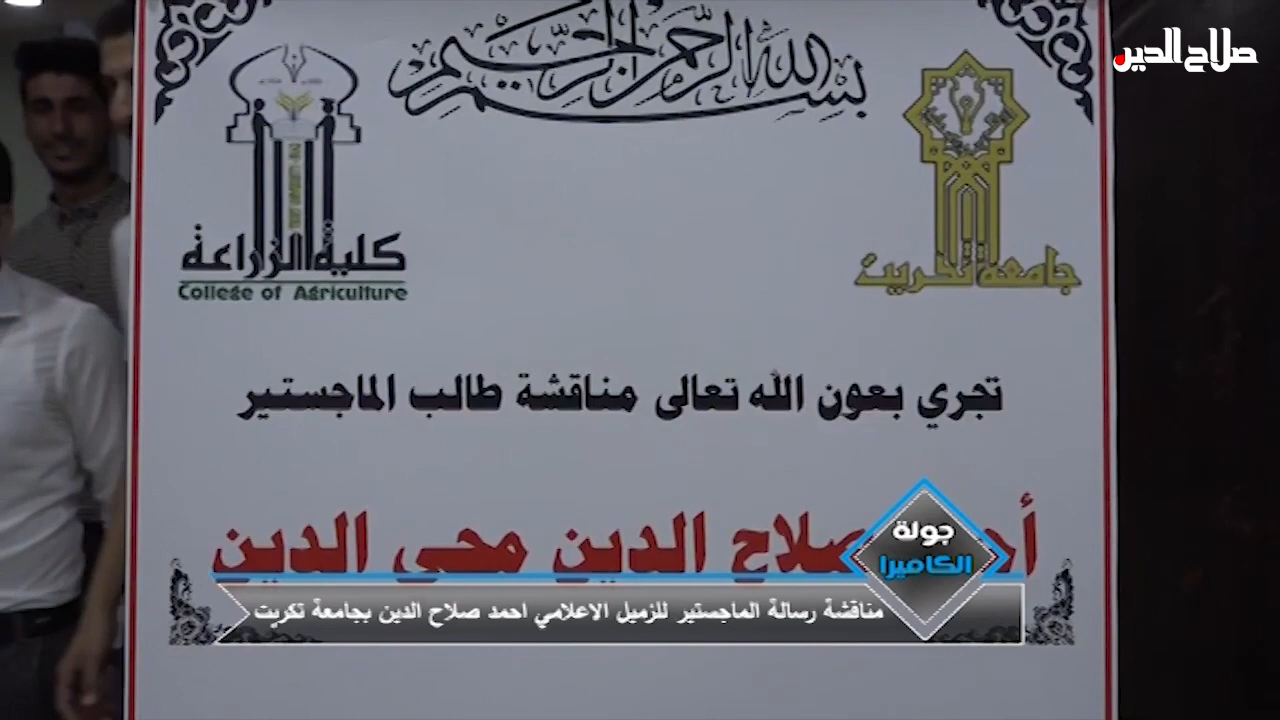 صلاح الدين
بسم الله الرحمن الرحيم
جامعة تكريت
كلية الزراعة
College of Agriculture
تجري بعون الله تعالى مناقشة طالب الماجستير
صلاح الدين محي الدين
جولة
الكاميرا
مناقشة رسالة الماجستير للزميل الاعلامي احمد صلاح الدين بجامعة تكريت